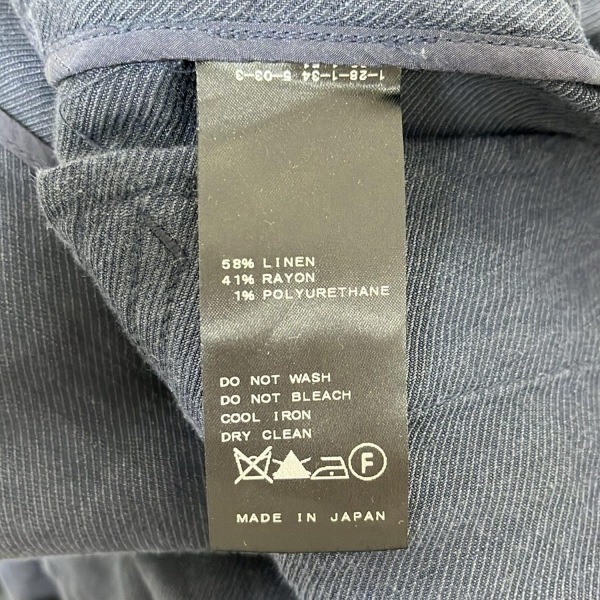 1-28-1-34 5-03-3
58% LINEN
41% RAYON
1% POLYURETHANE
DO NOT WASH
DO NOT BLEACH
COOL IRON
DRY CLEAN
F
MADE IN JAPAN